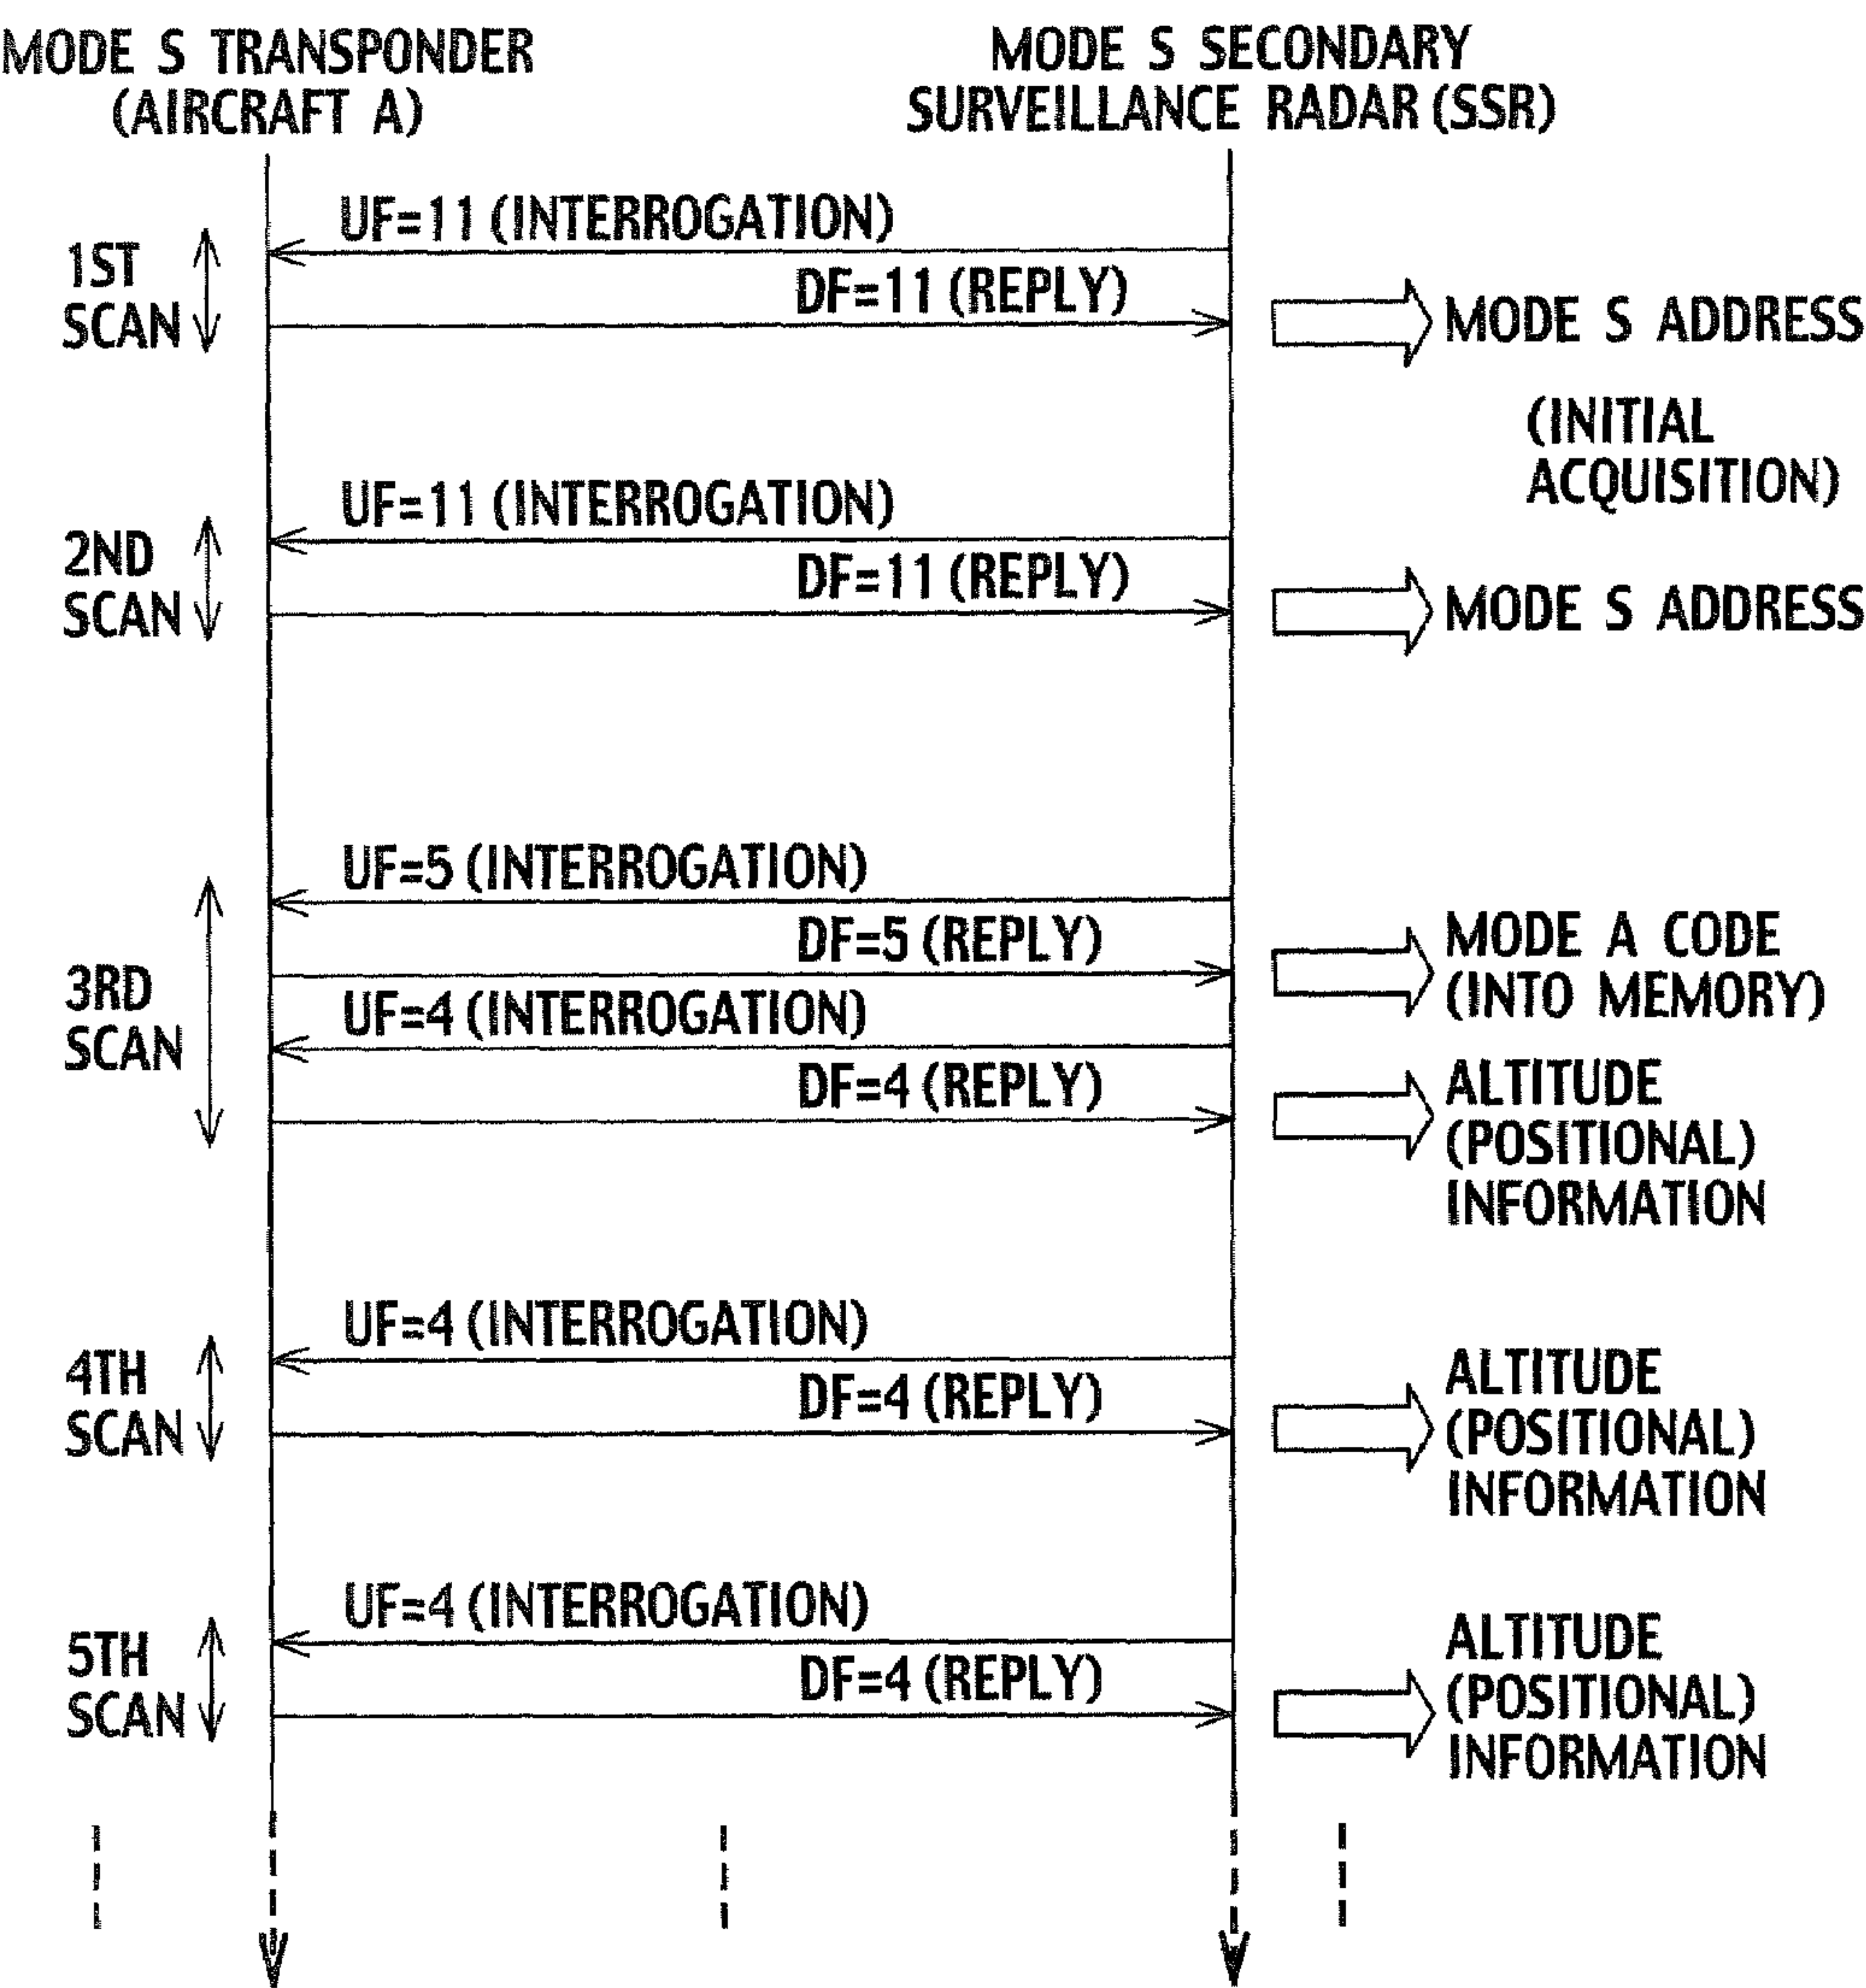 MODE S TRANSPONDER
(AIRCRAFT A)
MODE S SECONDARY
SURVEILLANCE RADAR (SSR)
1ST
SCAN
UF=11 (INTERROGATION)
DF=11 (REPLY)
MODE S ADDRESS
(INITIAL
ACQUISITION)
2ND
SCAN
UF=11 (INTERROGATION)
DF=11 (REPLY)
MODE S ADDRESS
3RD
SCAN
UF=5 (INTERROGATION)
DF=5 (REPLY)
MODE A CODE
(INTO MEMORY)
UF=4 (INTERROGATION)
DF=4 (REPLY)
ALTITUDE
(POSITIONAL)
INFORMATION
4TH
SCAN
UF=4 (INTERROGATION)
DF=4 (REPLY)
ALTITUDE
(POSITIONAL)
INFORMATION
5TH
SCAN
UF=4 (INTERROGATION)
DF=4 (REPLY)
ALTITUDE
(POSITIONAL)
INFORMATION